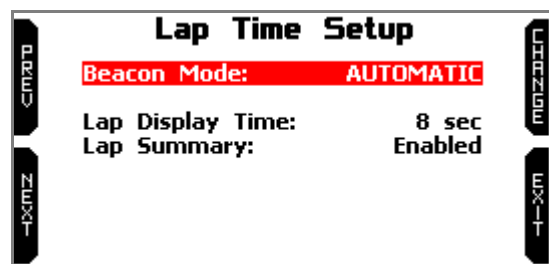 Lap Time Setup
PREV
CHANGE
Beacon Mode: AUTOMATIC
Lap Display Time: 8 sec
Lap Summary: Enabled
NEXT
EXIT